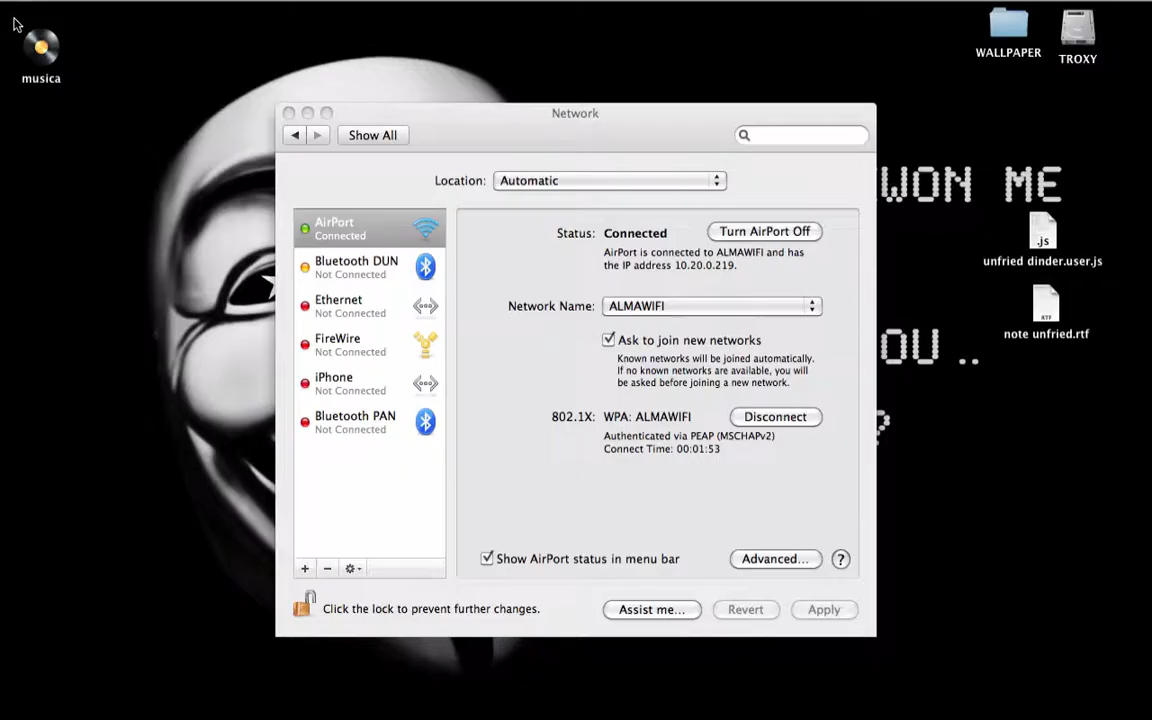 musica
WALLPAPER
TROXY
Network
Show All
Location:
Automatic
AirPort
Connected
Bluetooth DUN
Not Connected
Ethernet
Not Connected
FireWire
Not Connected
iPhone
Not Connected
Bluetooth PAN
Not Connected
Status: Connected
Turn AirPort Off
AirPort is connected to ALMAWIFI and has
the IP address 10.20.0.219.
Network Name: ALMAWIFI
Ask to join new networks
Known networks will be joined automatically.
If no known networks are available, you will
be asked before joining a new network.
802.1X: WPA: ALMAWIFI
Disconnect
Authenticated via PEAP (MSCHAPv2)
Connect Time: 00:01:53
Show AirPort status in menu bar
Advanced...
?
+ −
Click the lock to prevent further changes.
Assist me...
Revert
Apply
WON ME
.js
unfried dinder.user.js
RTF
note unfried.rtf
OU ..
?